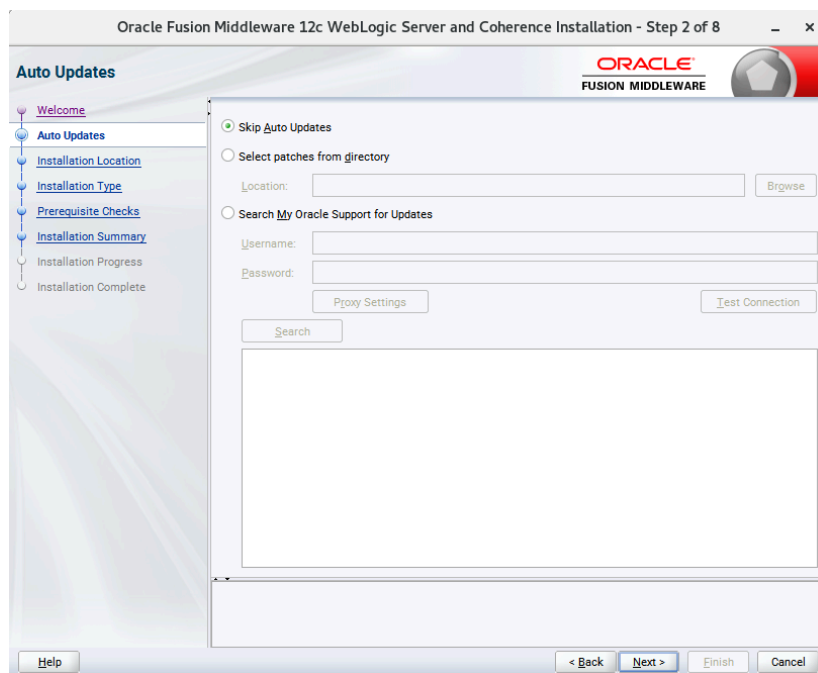 Oracle Fusion Middleware 12c WebLogic Server and Coherence Installation - Step 2 of 8
Auto Updates
ORACLE
FUSION MIDDLEWARE
Welcome
Auto Updates
Installation Location
Installation Type
Prerequisite Checks
Installation Summary
Installation Progress
Installation Complete
Skip Auto Updates
Select patches from directory
Location:
Browse
Search My Oracle Support for Updates
Username:
Password:
Proxy Settings
Test Connection
Search
Help
< Back
Next >
Finish
Cancel